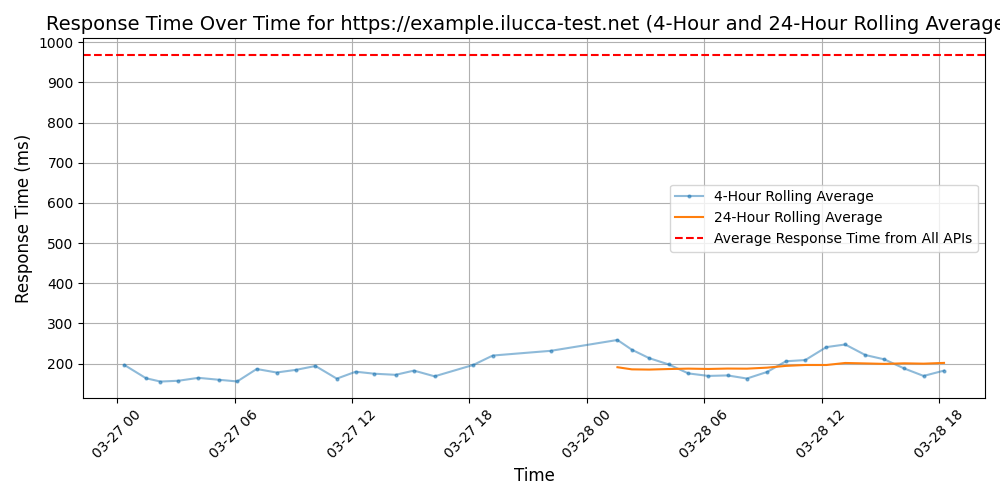 Response Time Over Time for https://example.ilucca-test.net (4-Hour and 24-Hour Rolling Average
Response Time (ms)
1000
900
800
700
600
500
400
300
200
4-Hour Rolling Average
24-Hour Rolling Average
Average Response Time from All APIs
03-27 00
03-27 06
03-27 12
03-27 18
03-28 00
03-28 06
03-28 12
03-28 18
Time